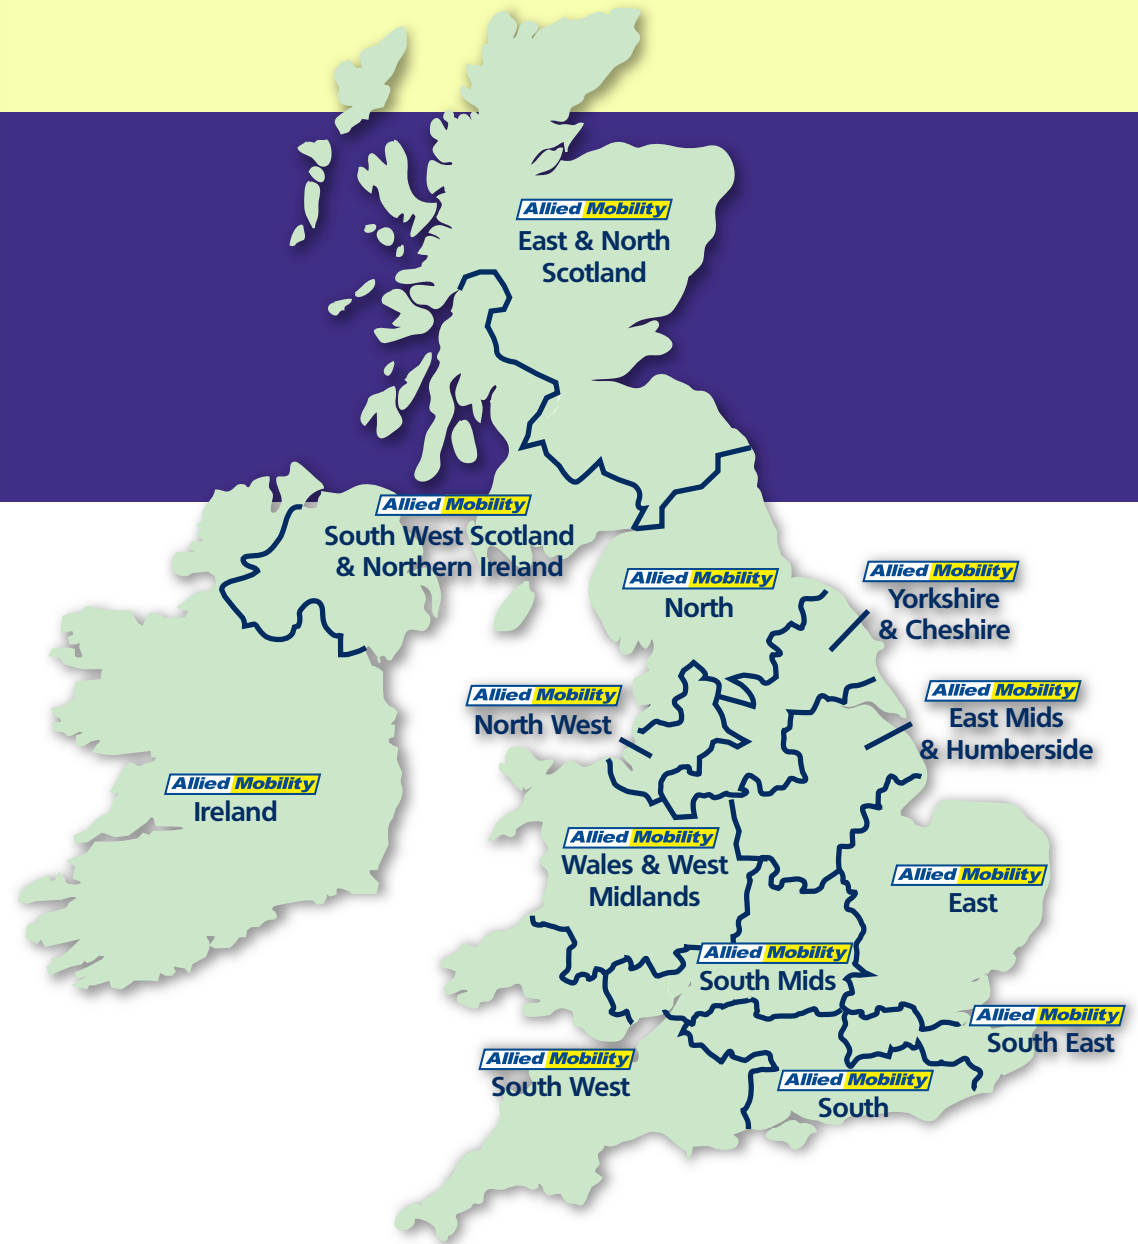 Allied Mobility
East & North
Scotland
Allied Mobility
South West Scotland
& Northern Ireland
Allied Mobility
North
Allied Mobility
Yorkshire
& Cheshire
Allied Mobility
North West
Allied Mobility
East Mids
& Humberside
Allied Mobility
Ireland
Allied Mobility
Wales & West
Midlands
Allied Mobility
East
Allied Mobility
South Mids
Allied Mobility
South East
Allied Mobility
South West
Allied Mobility
South